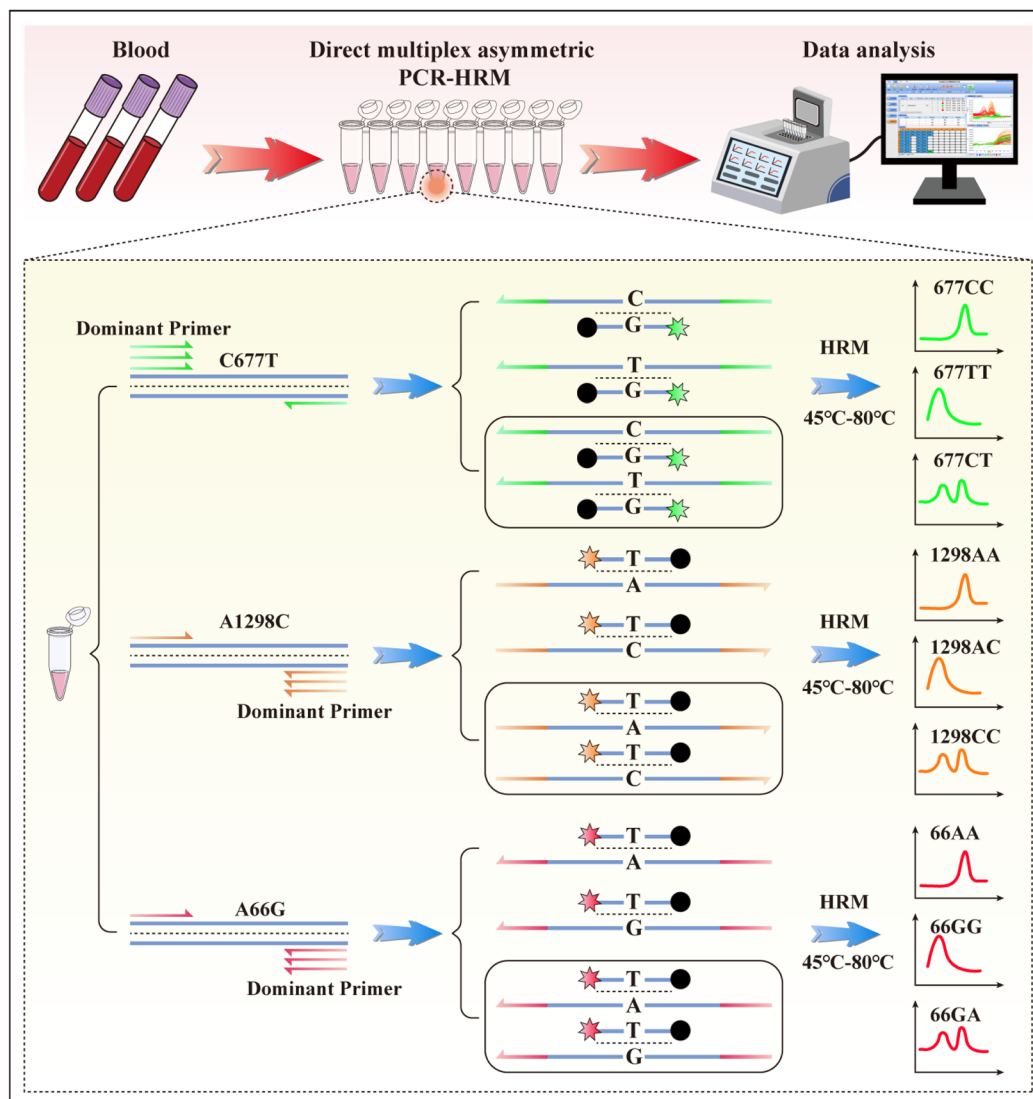 Blood
Direct multiplex asymmetric
PCR-HRM
Data analysis
Dominant Primer
C677T
C
G
T
G
C
G
T
G
HRM
45℃-80℃
677CC
677TT
677CT
A1298C
Dominant Primer
T
A
T
C
T
A
T
C
HRM
45℃-80℃
1298AA
1298AC
1298CC
A66G
Dominant Primer
T
A
T
G
T
A
T
G
HRM
45℃-80℃
66AA
66GG
66GA